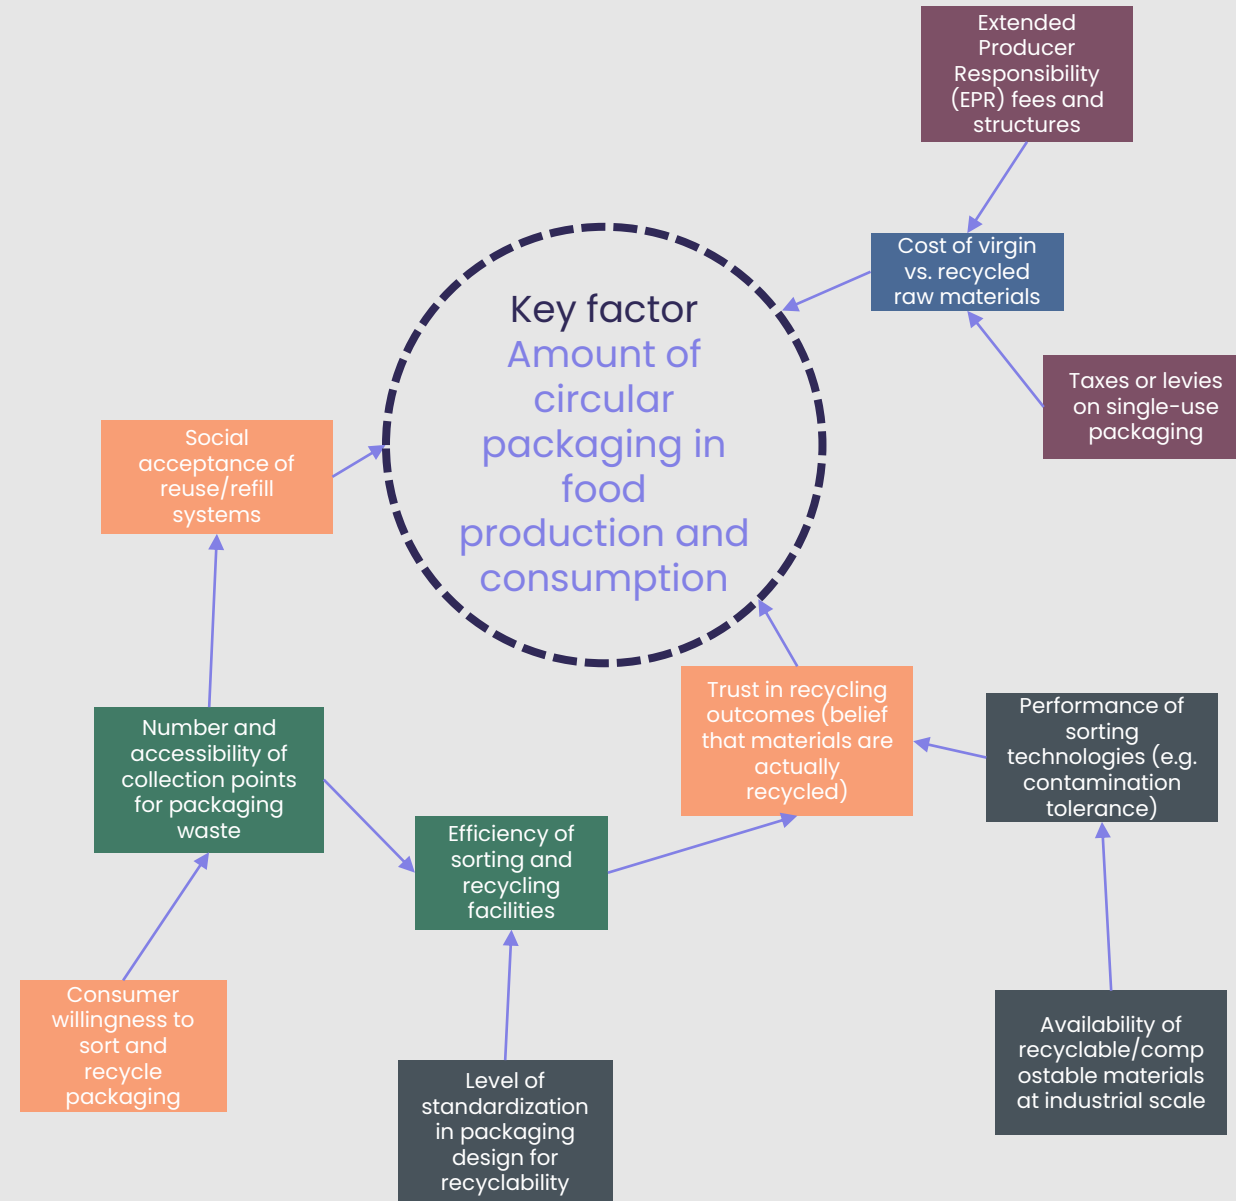 Extended
Producer
Responsibility
(EPR) fees and
structures
Cost of virgin
vs. recycled
raw materials
Taxes or levies
on single-use
packaging
Key factor
Amount of
circular
packaging in
food
production and
consumption
Social
acceptance of
reuse/refill
systems
Number and
accessibility of
collection points
for packaging
waste
Efficiency of
sorting and
recycling
facilities
Trust in recycling
outcomes (belief
that materials are
actually
recycled)
Performance of
sorting
technologies (e.g.
contamination
tolerance)
Consumer
willingness to
sort and
recycle
packaging
Level of
standardization
in packaging
design for
recyclability
Availability of
recyclable/comp
ostable materials
at industrial scale